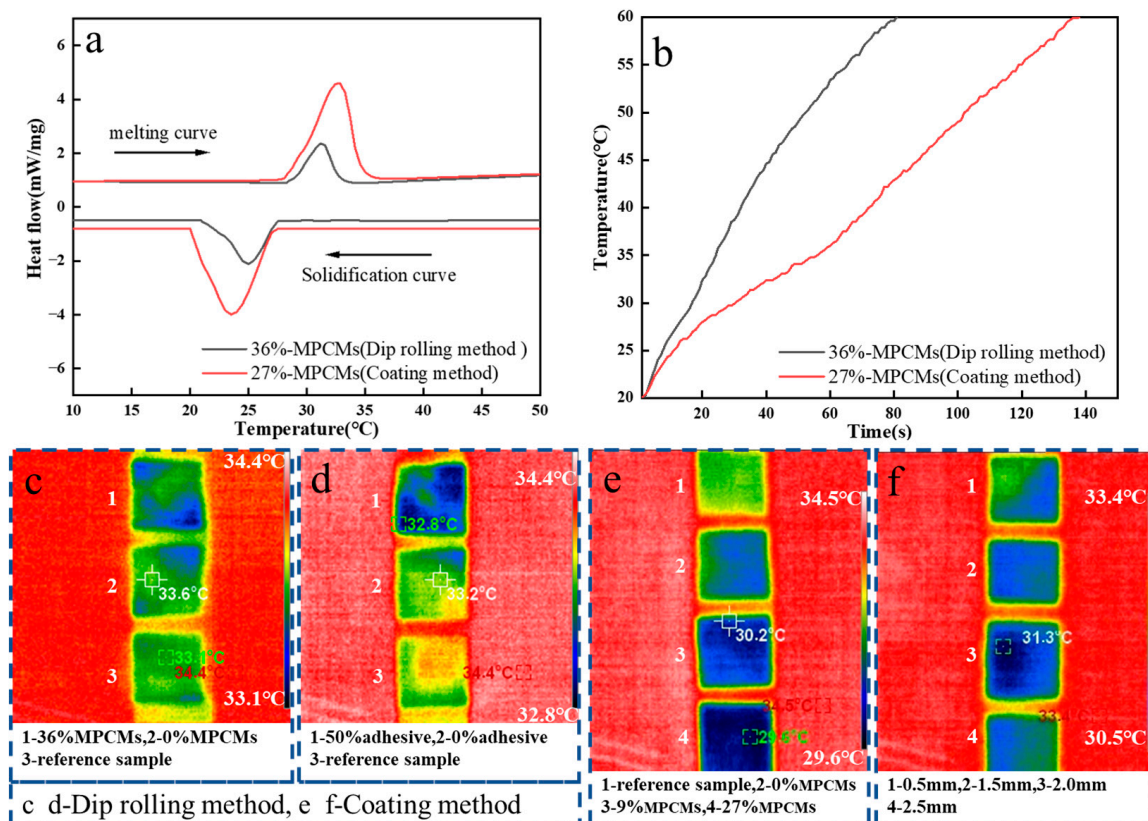 a
6
4
2
0
−2
−4
−6
Heat flow(mW/mg)
melting curve
Solidification curve
36%-MPCMs(Dip rolling method )
27%-MPCMs(Coating method)
10 15 20 25 30 35 40 45 50
Temperature(°C)
b
60
55
50
45
40
35
30
25
20
Temperature(°C)
36%-MPCMs(Dip rolling method)
27%-MPCMs(Coating method)
20 40 60 80 100 120 140
Time(s)
c
34.4°C
1
2
33.6°C
33.1°C
34.4°C
3
33.1°C
1-36%MPCMs,2-0%MPCMs
3-reference sample
d
34.4°C
1
32.8°C
2
33.2°C
34.4°C
3
32.8°C
1-50%adhesive,2-0%adhesive
3-reference sample
e
1
34.5°C
2
30.2°C
3
34.5°C
4
29.6°C
29.6°C
1-reference sample,2-0%MPCMs
3-9%MPCMs,4-27%MPCMs
f
1
33.4°C
2
31.3°C
3
33.4°C
4
30.5°C
1-0.5mm,2-1.5mm,3-2.0mm
4-2.5mm
c d-Dip rolling method, e f-Coating method